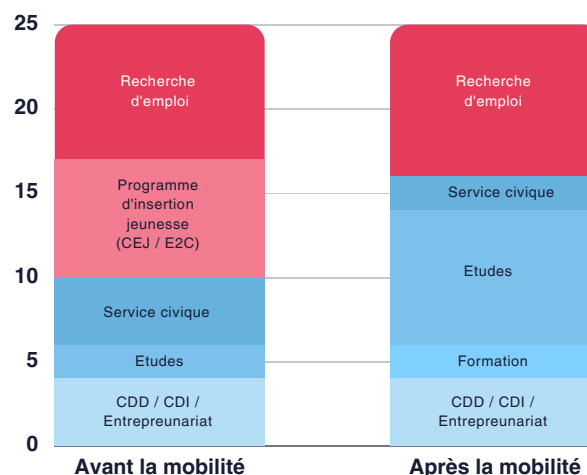 25
20
15
10
5
0
Recherche
d'emploi
Programme
d'insertion
jeunesse
(CEJ / E2C)
Service civique
Etudes
CDD / CDI /
Entrepreunariat
Avant la mobilité
Recherche
d'emploi
Service civique
Etudes
Formation
CDD / CDI /
Entrepreunariat
Après la mobilité